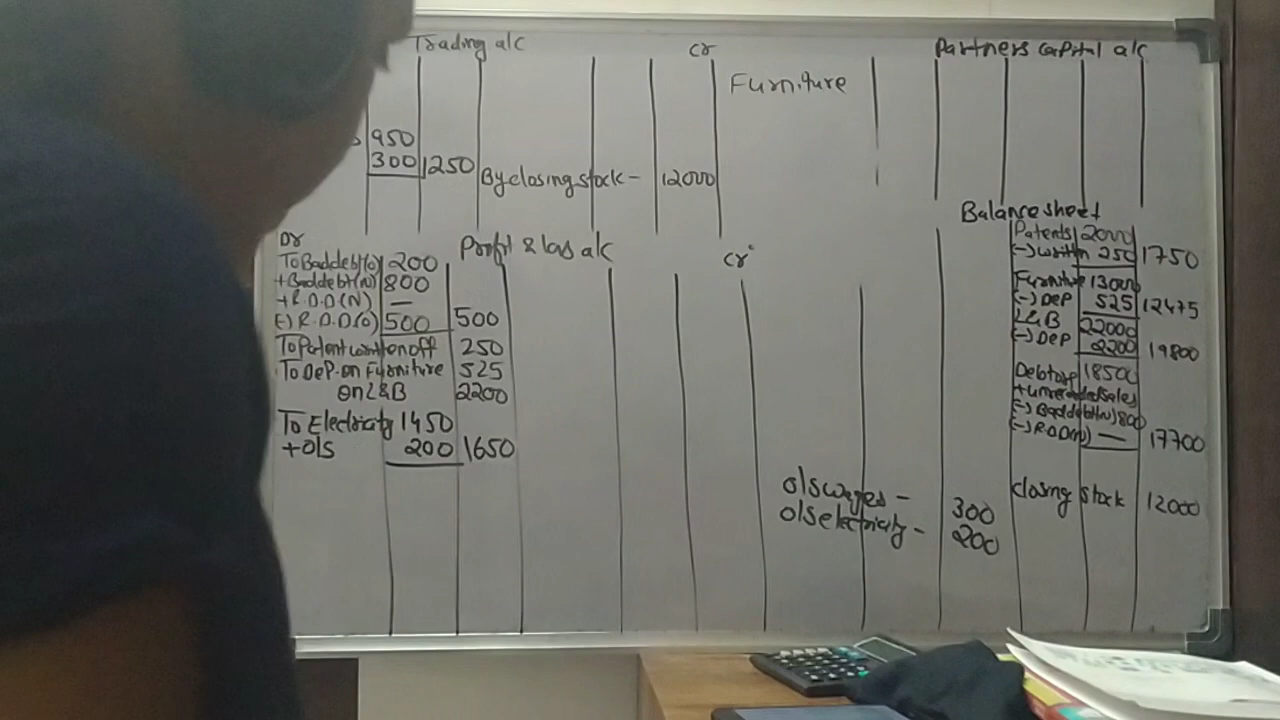 Trading a/c
cr
950
300 1250
By closing stock - 12000
Furniture
Partners capital a/c
Dr
Profit & loss a/c
cr
To Bad debt(o) 200
+ Bad debt(N) 800
+ R.D.D(N) —
(-) R.D.D(o) 500 500
To Patent written off 250
To Dep. on Furniture 525
on L&B 2200
To Electricity 1450
+ O/S 200 1650
Balance sheet
Patents 2000
(-) written 250 1750
Furniture 13000
(-) Dep 525 12475
L&B 22000
(-) Dep 2200 19800
Debtors 18500
+ unrecorded sales
(-) Bad debt(N) 800
(-) R.D.D(N) — 17700
closing stock 12000
O/S wages - 300
O/S electricity - 200